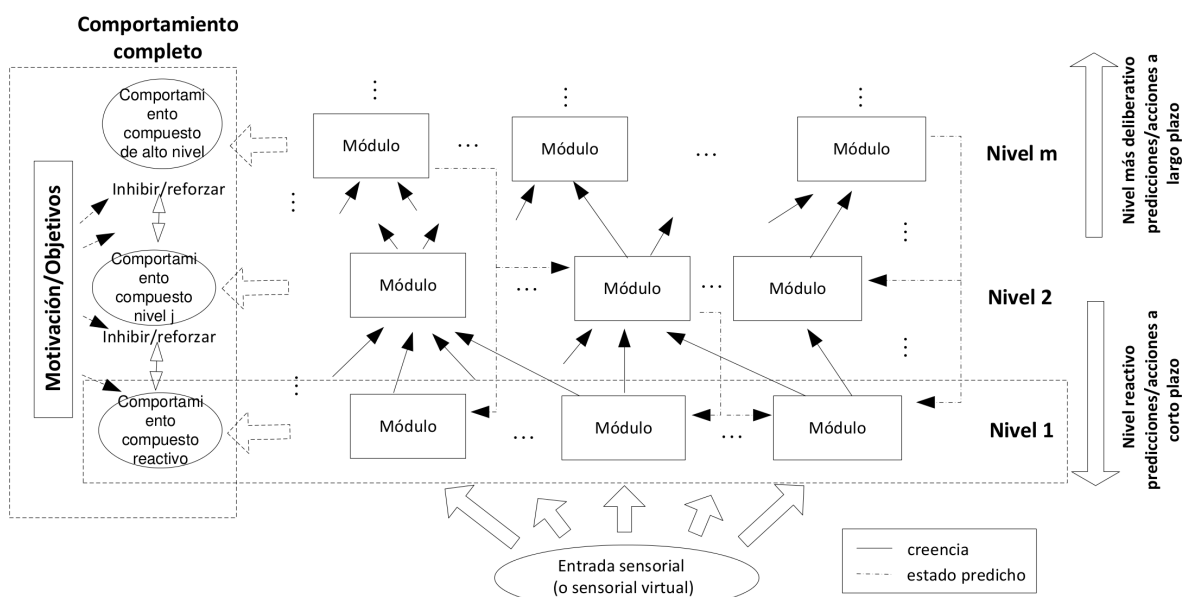 Comportamiento
completo
Comportami
ento
compuesto
de alto nivel
Inhibir/reforzar
Comportami
ento
compuesto
nivel j
Inhibir/reforzar
Comportami
ento
compuesto
reactivo
Motivación/Objetivos
Módulo
...
Módulo
...
Módulo
Nivel m
Módulo
...
Módulo
...
Módulo
Nivel 2
Módulo
...
Módulo
...
Módulo
Nivel 1
Nivel más deliberativo
predicciones/acciones a
largo plazo
Nivel reactivo
predicciones/acciones a
corto plazo
Entrada sensorial
(o sensorial virtual)
creencia
estado predicho